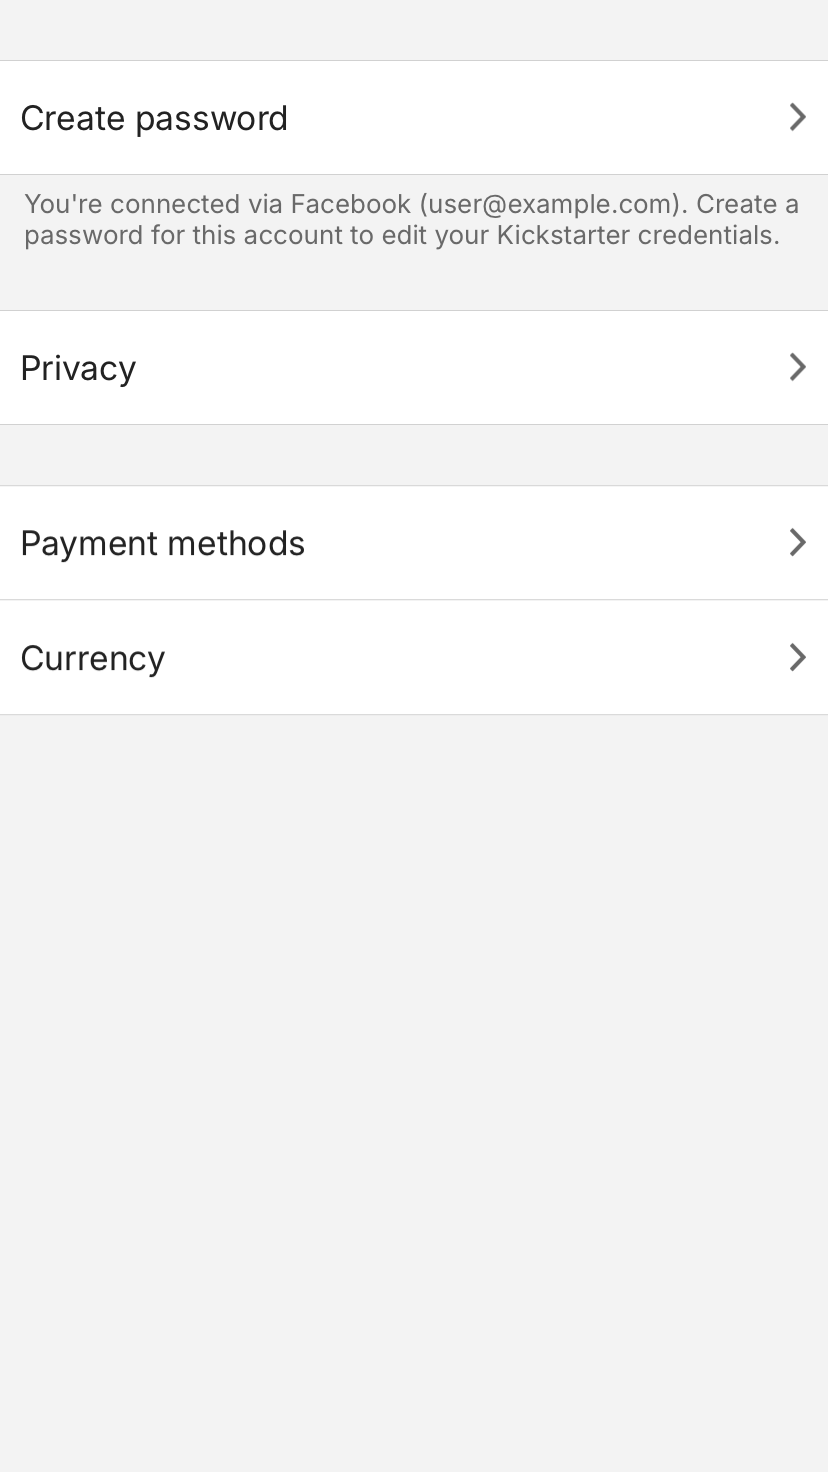 Create password
You're connected via Facebook (user@example.com). Create a
password for this account to edit your Kickstarter credentials.
Privacy
Payment methods
Currency